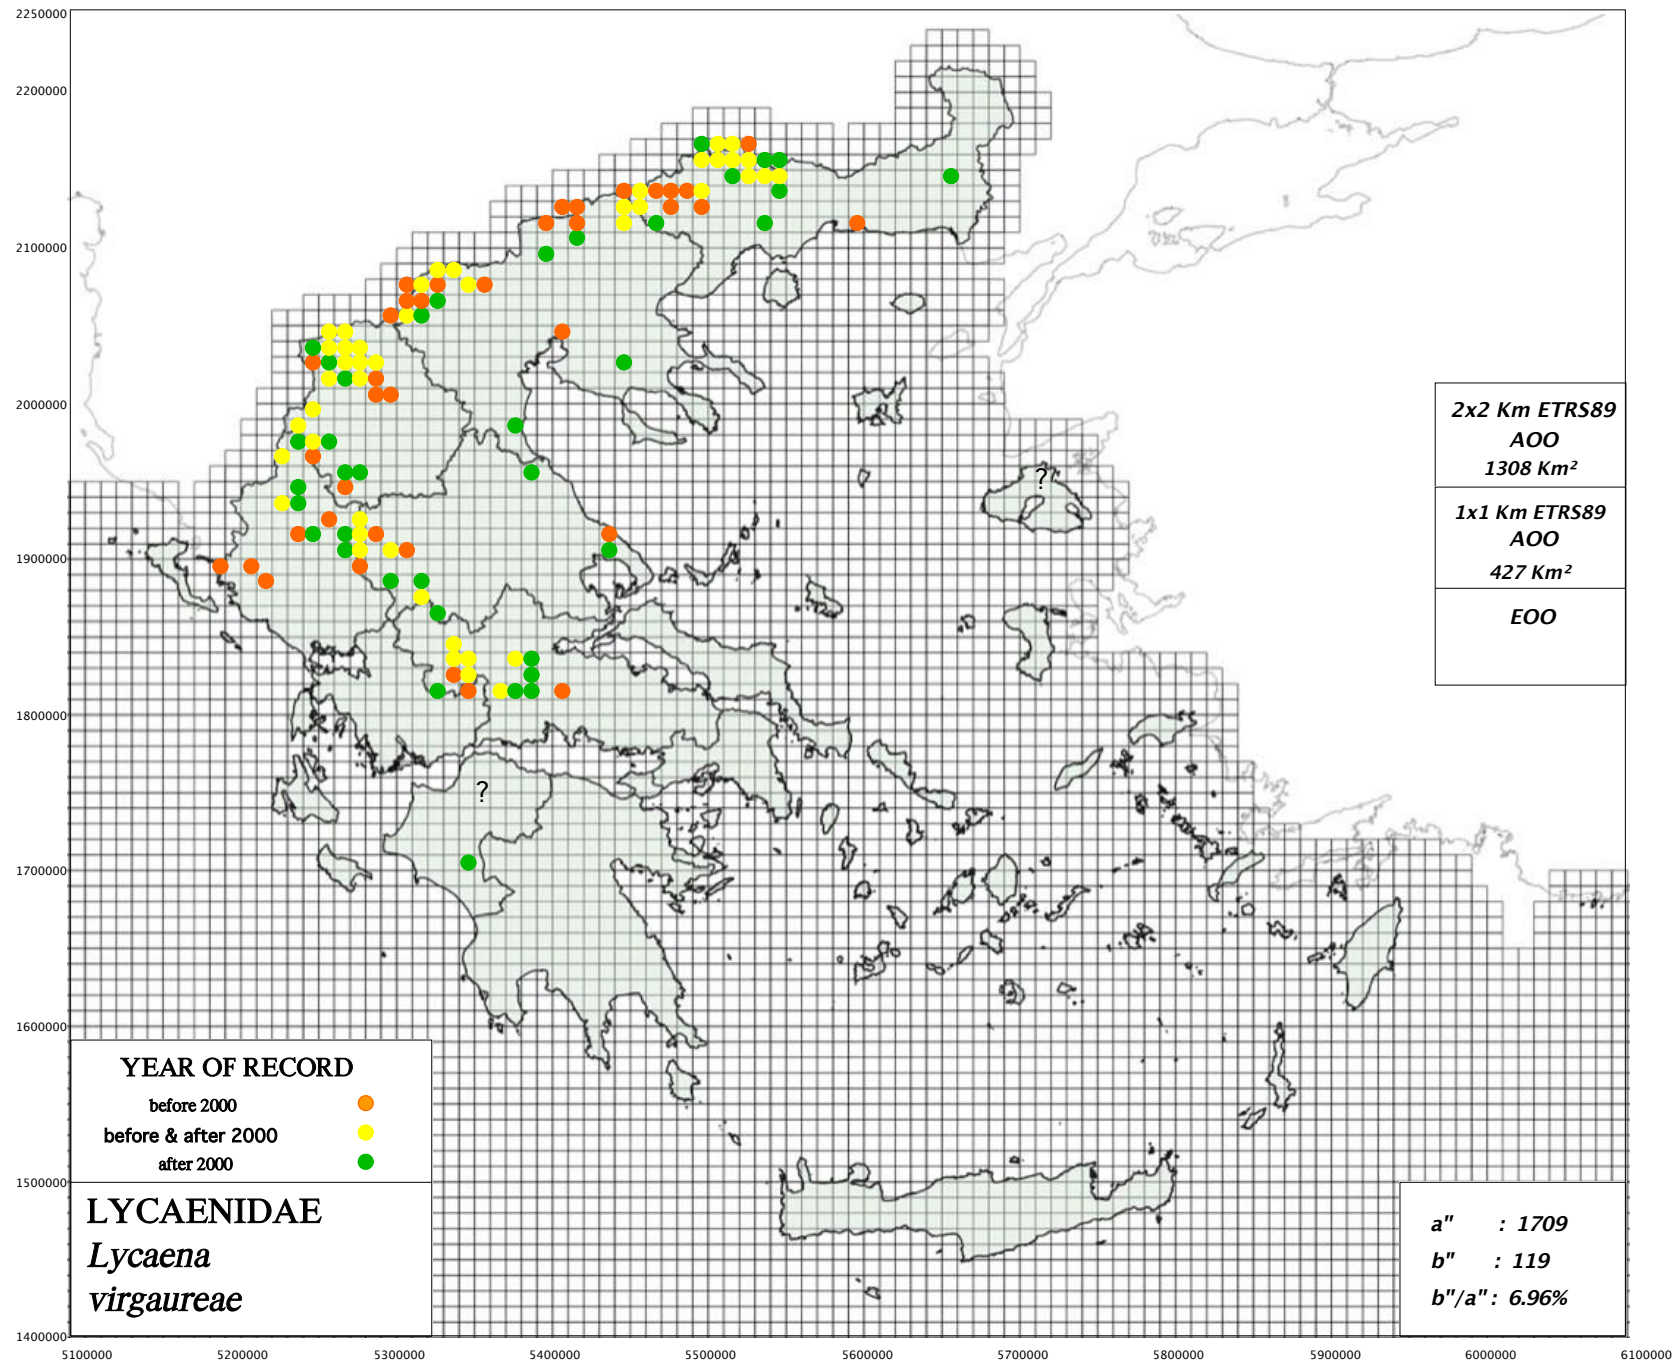 2250000
2200000
2100000
2000000
1900000
1800000
1700000
1600000
1500000
1400000
5100000 5200000 5300000 5400000 5500000 5600000 5700000 5800000 5900000 6000000 6100000
?
?
2x2 Km ETRS89
AOO
1308 Km²
1x1 Km ETRS89
AOO
427 Km²
EOO
YEAR OF RECORD
before 2000
before & after 2000
after 2000
LYCAENIDAE
Lycaena
virgaureae
a" : 1709
b" : 119
b"/a" : 6.96%